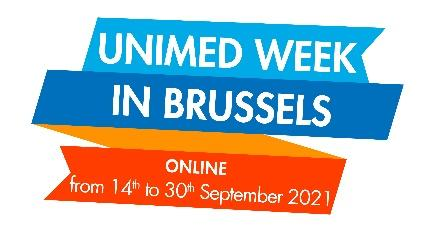 UNIMED WEEK
IN BRUSSELS
ONLINE
from 14th to 30th September 2021